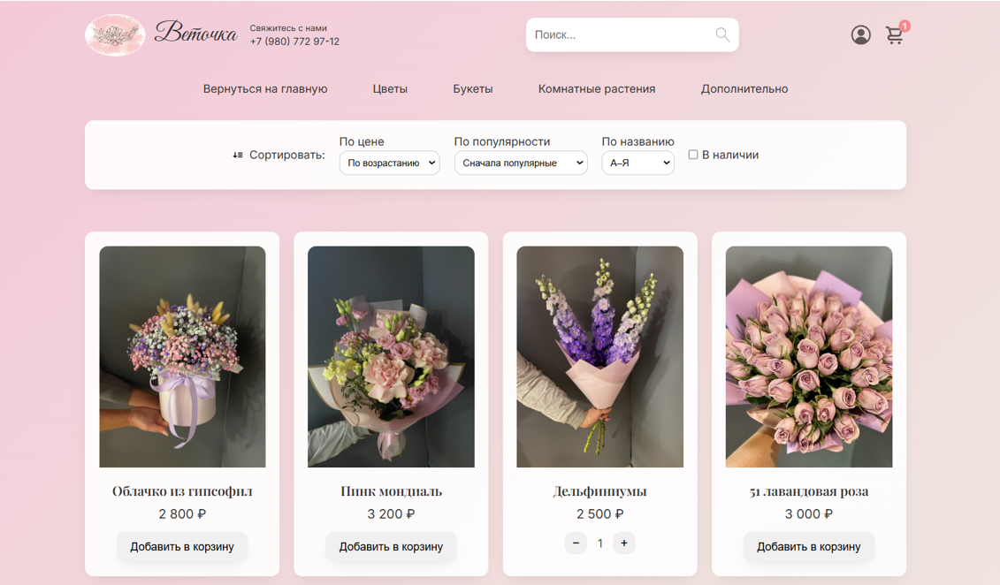 Веточка
Свяжитесь с нами
+7 (980) 772 97-12
Поиск...
1
Вернуться на главную
Цветы
Букеты
Комнатные растения
Дополнительно
Сортировать:
По цене
По возрастанию
По популярности
Сначала популярные
По названию
А–Я
В наличии
Облачко из гипсофил
2 800 ₽
Добавить в корзину
Пинк мондиаль
3 200 ₽
Добавить в корзину
Дельфиниумы
2 500 ₽
− 1 +
51 лавандовая роза
3 000 ₽
Добавить в корзину